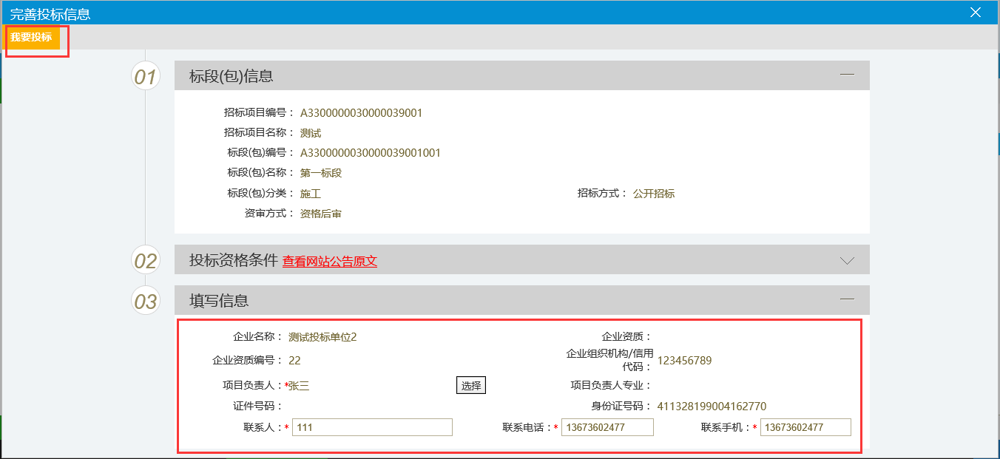 完善投标信息
我要投标
01 标段(包)信息
招标项目编号： A3300000030000039001
招标项目名称： 测试
标段(包)编号： A3300000030000039001001
标段(包)名称： 第一标段
标段(包)分类： 施工 招标方式： 公开招标
资审方式： 资格后审
02 投标资格条件 查看网站公告原文
03 填写信息
企业名称： 测试投标单位2 企业资质：
企业资质编号： 22 企业组织机构/信用代码： 123456789
项目负责人：*张三 选择 项目负责人专业：
证件号码： 身份证号码： 411328199004162770
联系人：* 111 联系电话：* 13673602477 联系手机：* 13673602477